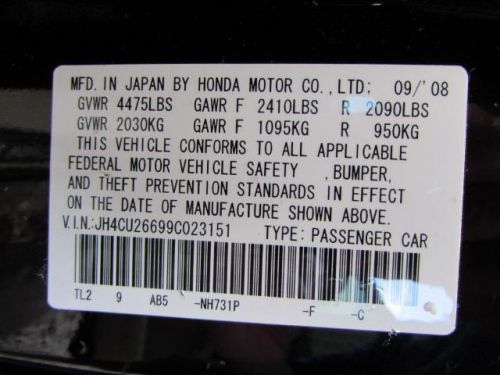 MFD. IN JAPAN BY HONDA MOTOR CO., LTD: 09/'08
GVWR 4475LBS GAWR F 2410LBS R 2090LBS
GVWR 2030KG GAWR F 1095KG R 950KG
THIS VEHICLE CONFORMS TO ALL APPLICABLE
FEDERAL MOTOR VEHICLE SAFETY ,BUMPER,
AND THEFT PREVENTION STANDARDS IN EFFECT
ON THE DATE OF MANUFACTURE SHOWN ABOVE.
V.I.N:JH4CU26699C023151 TYPE: PASSENGER CAR
TL2 9 AB5 -NH731P -F -C